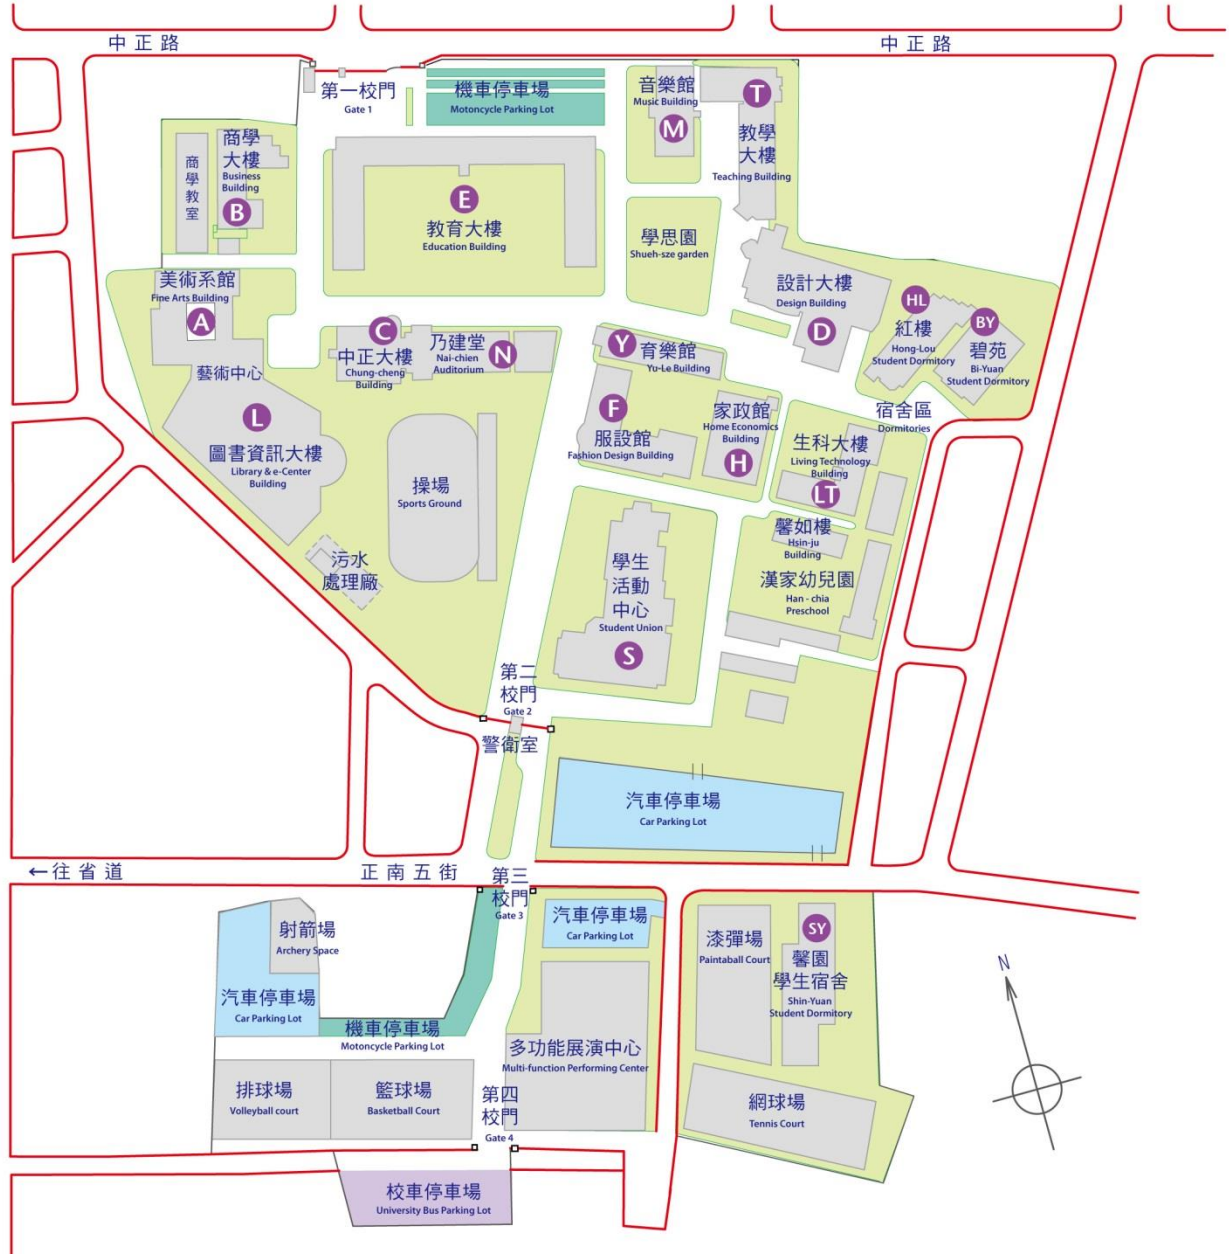 中正路
中正路
第一校門
Gate 1
機車停車場
Motoncycle Parking Lot
音樂館
Music Building
M
T
教學
大樓
Teaching Building
商學
大樓
Business
Building
B
商學教室
E
教育大樓
Education Building
學思園
Shueh-sze garden
美術系館
Fine Arts Building
A
設計大樓
Design Building
D
HL
紅樓
Hong-Lou
Student Dormitory
BY
碧苑
Bi-Yuan
Student Dormitory
C
中正大樓
Chung-cheng
Building
乃建堂
Nai-chien
Auditorium
N
Y
育樂館
Yu-Le Building
藝術中心
L
圖書資訊大樓
Library & e-Center
Building
F
服設館
Fashion Design Building
家政館
Home Economics
Building
H
宿舍區
Dormitories
生科大樓
Living Technology
Building
LT
操場
Sports Ground
馨如樓
Hsin-ju
Building
污水
處理廠
學生
活動
中心
Student Union
S
漢家幼兒園
Han - chia
Preschool
第二
校門
Gate 2
警衛室
汽車停車場
Car Parking Lot
←往省道
正南五街
第三
校門
Gate 3
汽車停車場
Car Parking Lot
射箭場
Archery Space
漆彈場
Paintaball Court
SY
馨園
學生宿舍
Shin-Yuan
Student Dormitory
N
汽車停車場
Car Parking Lot
機車停車場
Motoncycle Parking Lot
多功能展演中心
Multi-function Performing Center
排球場
Volleyball court
籃球場
Basketball Court
第四
校門
Gate 4
網球場
Tennis Court
校車停車場
University Bus Parking Lot